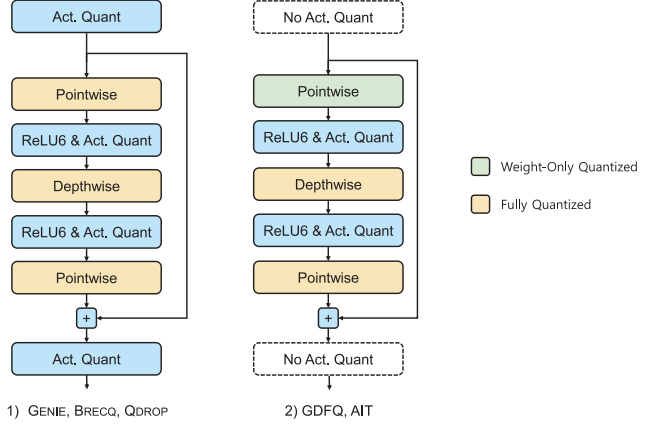 Act. Quant
Pointwise
ReLU6 & Act. Quant
Depthwise
ReLU6 & Act. Quant
Pointwise
+
Act. Quant
1) GENIE, BRECQ, QDROP
No Act. Quant
Pointwise
ReLU6 & Act. Quant
Depthwise
ReLU6 & Act. Quant
Pointwise
+
No Act. Quant
2) GDFQ, AIT
Weight-Only Quantized
Fully Quantized